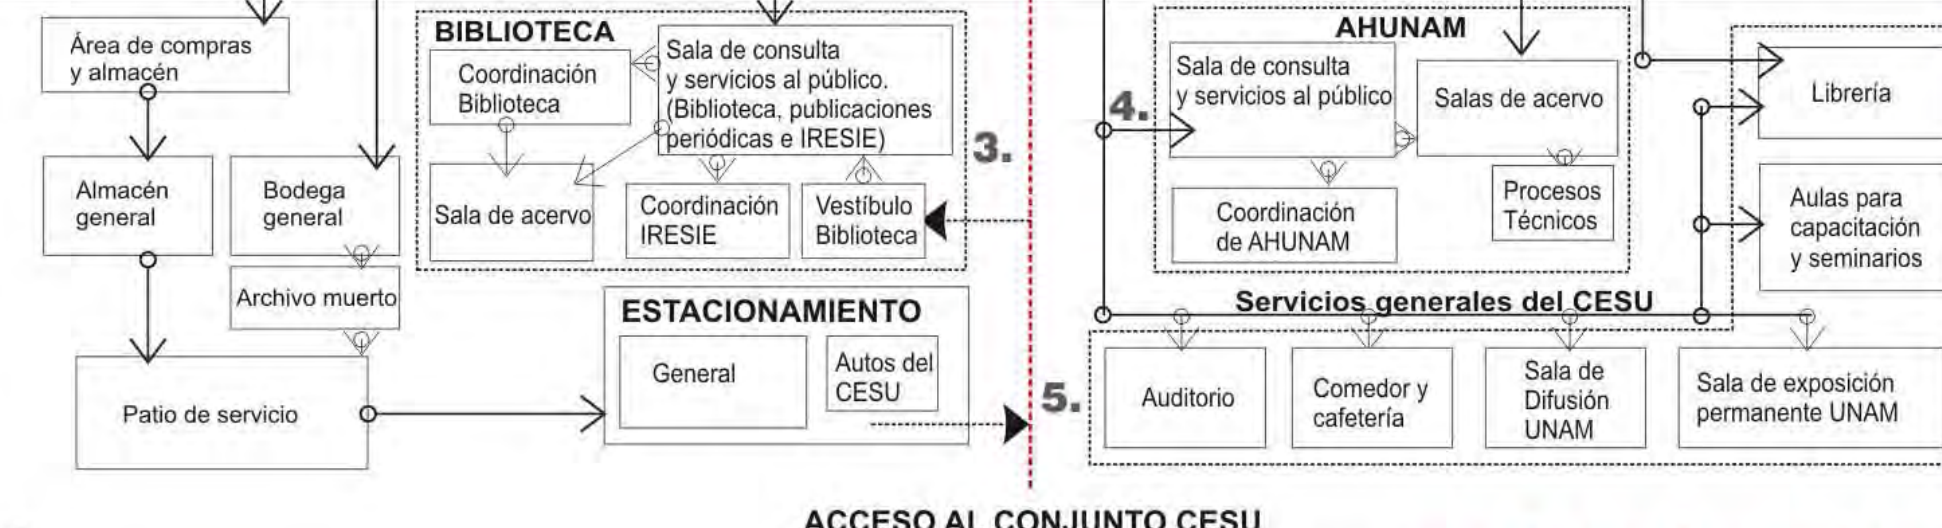 Área de compras
y almacén
Almacén
general
Bodega
general
Archivo muerto
Patio de servicio
BIBLIOTECA
Coordinación
Biblioteca
Sala de consulta
y servicios al público.
(Biblioteca, publicaciones
periódicas e IRESIE)
Sala de acervo
Coordinación
IRESIE
Vestíbulo
Biblioteca
3.
ESTACIONAMIENTO
General
Autos del
CESU
4.
AHUNAM
Sala de consulta
y servicios al público
Salas de acervo
Coordinación
de AHUNAM
Procesos
Técnicos
Librería
Aulas para
capacitación
y seminarios
Servicios generales del CESU
5.
Auditorio
Comedor y
cafetería
Sala de
Difusión
UNAM
Sala de exposición
permanente UNAM
ACCESO AL CONJUNTO CESU